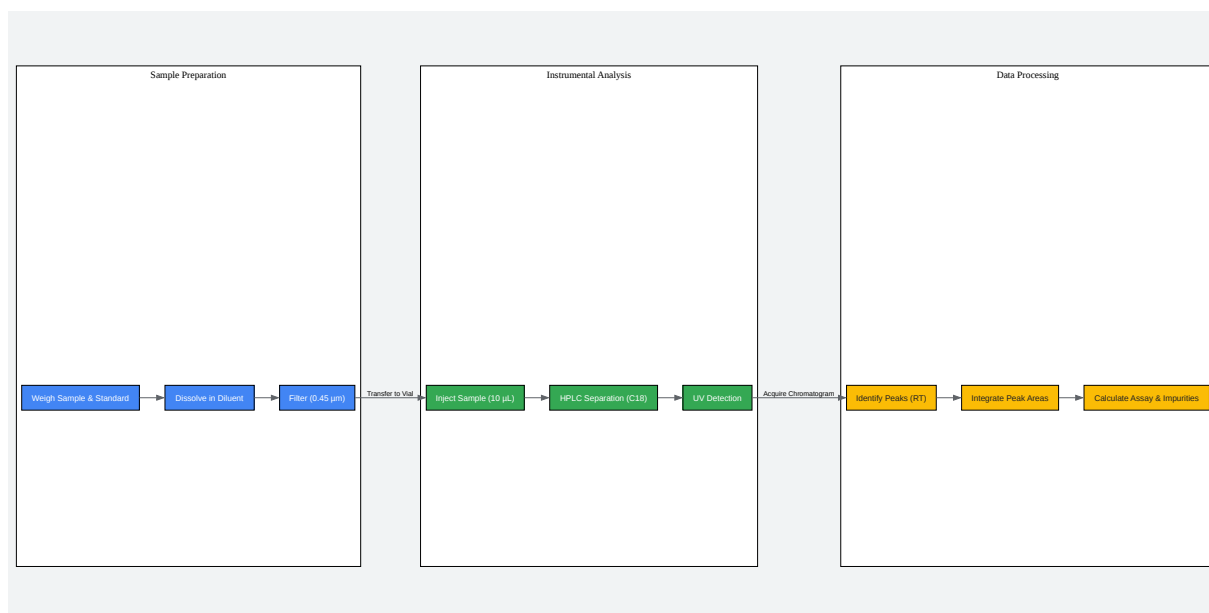 Sample Preparation
Instrumental Analysis
Data Processing
Weigh Sample & Standard
Dissolve in Diluent
Filter (0.45 µm)
Transfer to Vial
Inject Sample (10 µL)
HPLC Separation (C18)
UV Detection
Acquire Chromatogram
Identify Peaks (RT)
Integrate Peak Areas
Calculate Assay & Impurities